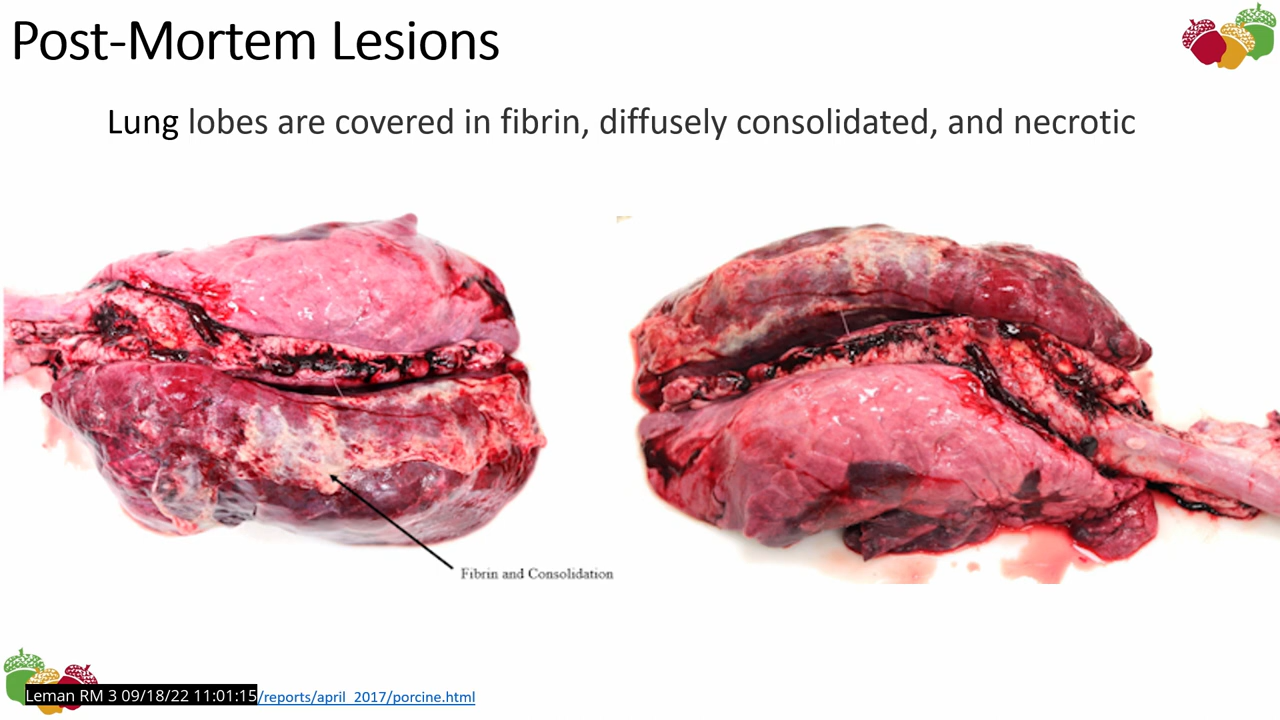 Post-Mortem Lesions
Lung lobes are covered in fibrin, diffusely consolidated, and necrotic
Fibrin and Consolidation
Leman RM 3 09/18/22 11:01:15/reports/april_2017/porcine.html